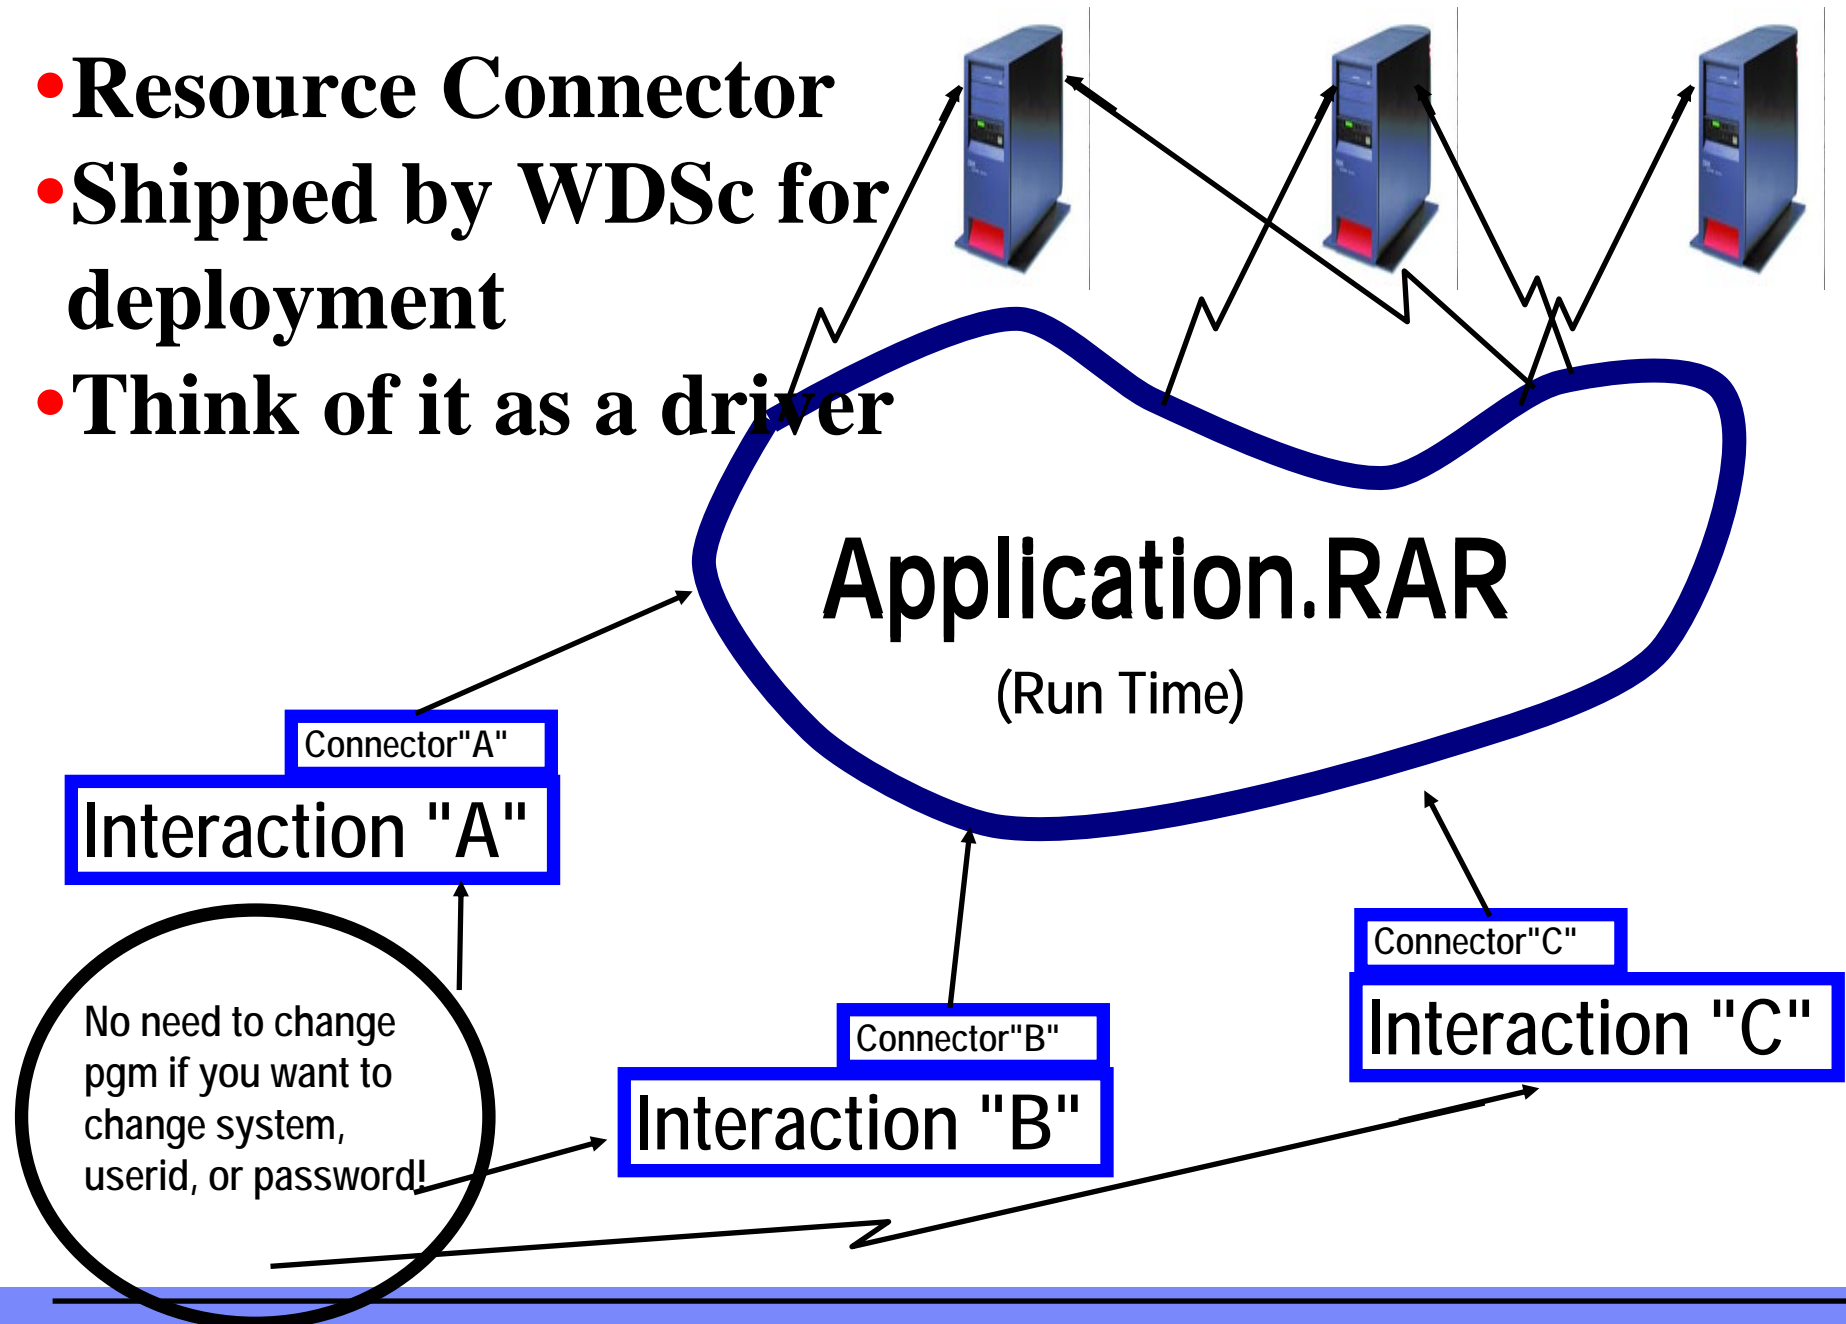 •Resource Connector
•Shipped by WDSc for
deployment
•Think of it as a driver
Application.RAR
(Run Time)
Connector"A"
Interaction "A"
No need to change
pgm if you want to
change system,
userid, or password!
Connector"B"
Interaction "B"
Connector"C"
Interaction "C"